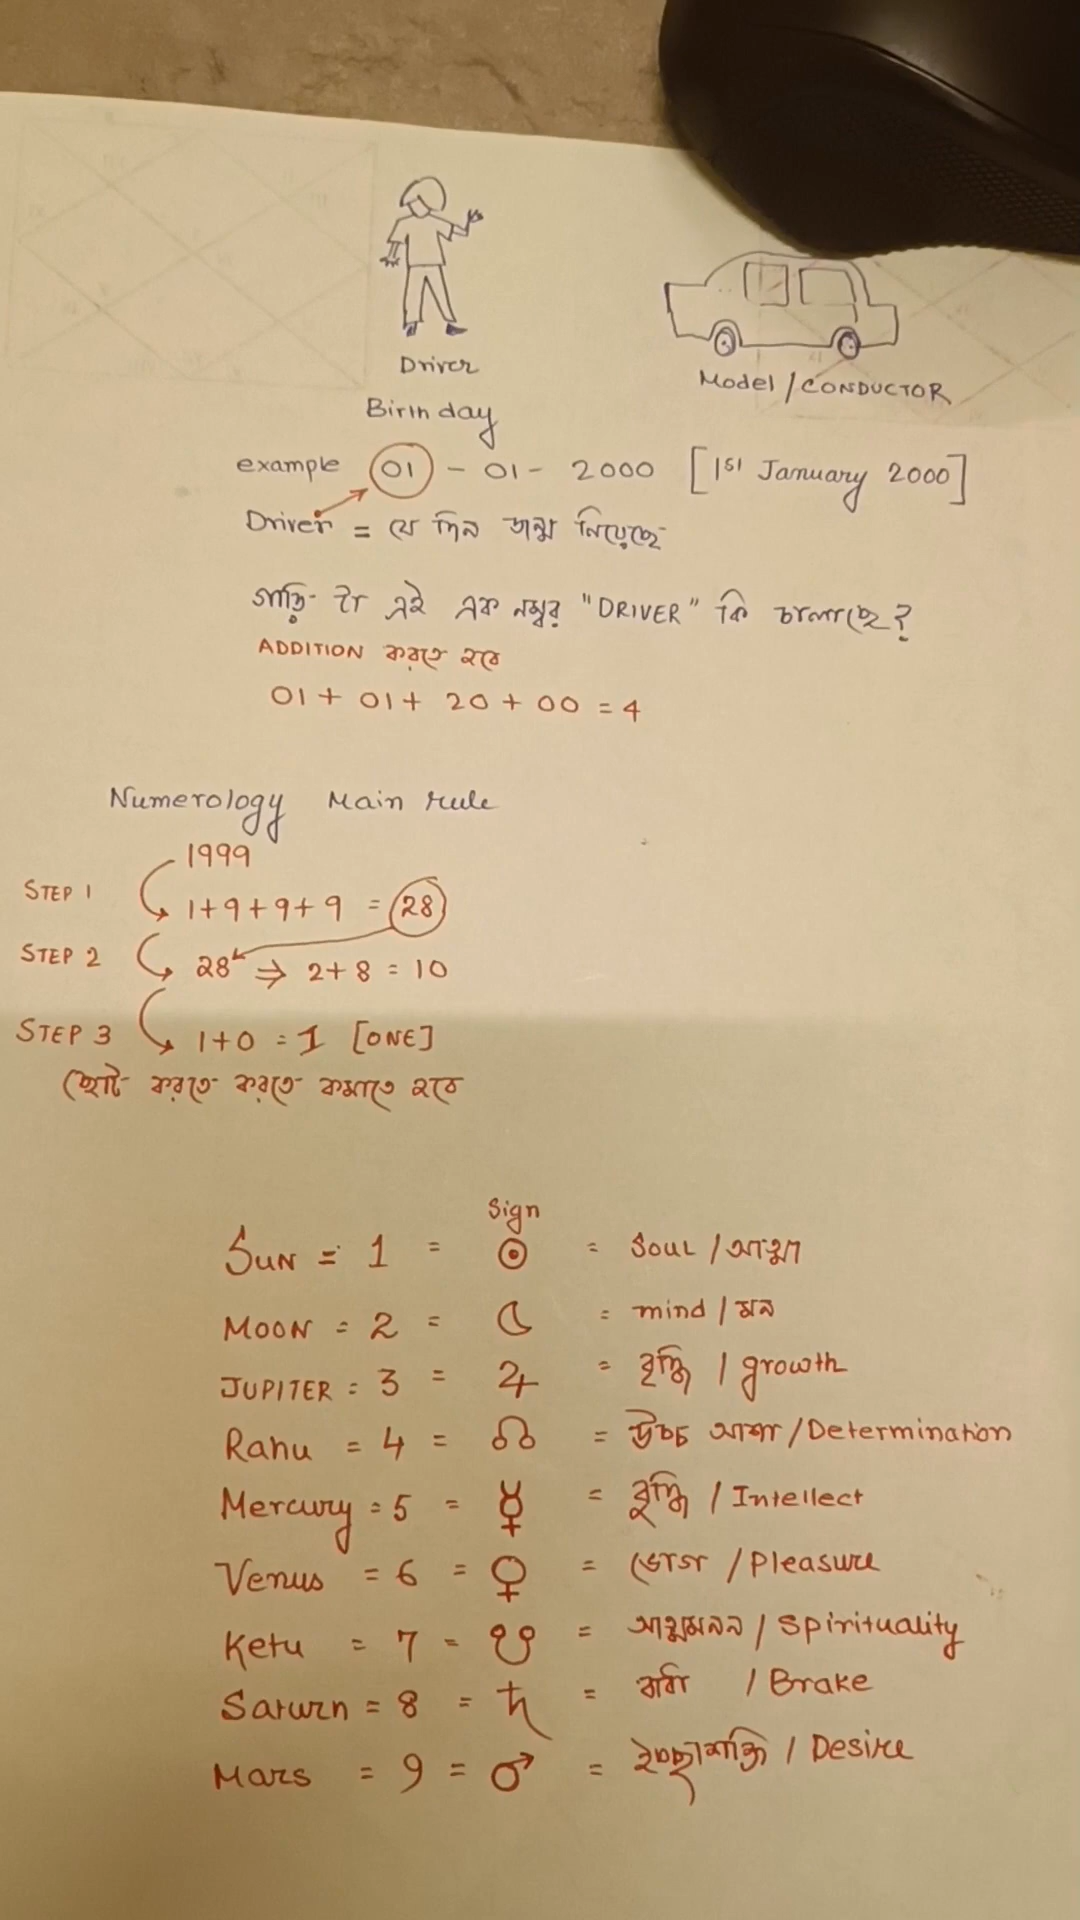 Driver
Model / CONDUCTOR
Birth day
example 01 - 01 - 2000 [1st January 2000]
Driver = যে দিন জন্ম নিয়েছে
গাড়ি টা এই এক নম্বর "DRIVER" কি চালাচ্ছে?
ADDITION করতে হবে
01 + 01 + 20 + 00 = 4
Numerology Main rule
1999
STEP 1 1+9+9+9 = 28
STEP 2 28 ⇒ 2+8 = 10
STEP 3 1+0 = 1 [ONE]
ছোট করতে করতে কমাতে হবে
Sign
SUN = 1 = ☉ = Soul / আত্মা
MOON = 2 = ☾ = mind / মন
JUPITER = 3 = ♃ = বৃদ্ধি / growth
Rahu = 4 = ☊ = উচ্চ আশা / Determination
Mercury = 5 = ☿ = বুদ্ধি / Intellect
Venus = 6 = ♀ = ভোগ / Pleasure
Ketu = 7 = ☋ = আত্মমনন / Spirituality
Saturn = 8 = ♄ = বাধা / Brake
Mars = 9 = ♂ = ইচ্ছাশক্তি / Desire